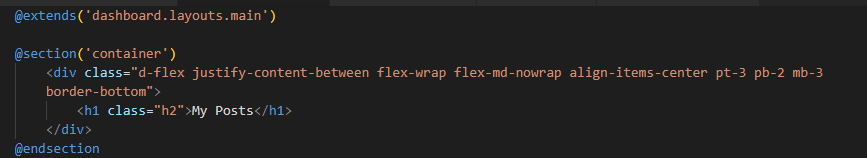 @extends('dashboard.layouts.main')
@section('container')
<div class="d-flex justify-content-between flex-wrap flex-md-nowrap align-items-center pt-3 pb-2 mb-3
border-bottom">
<h1 class="h2">My Posts</h1>
</div>
@endsection